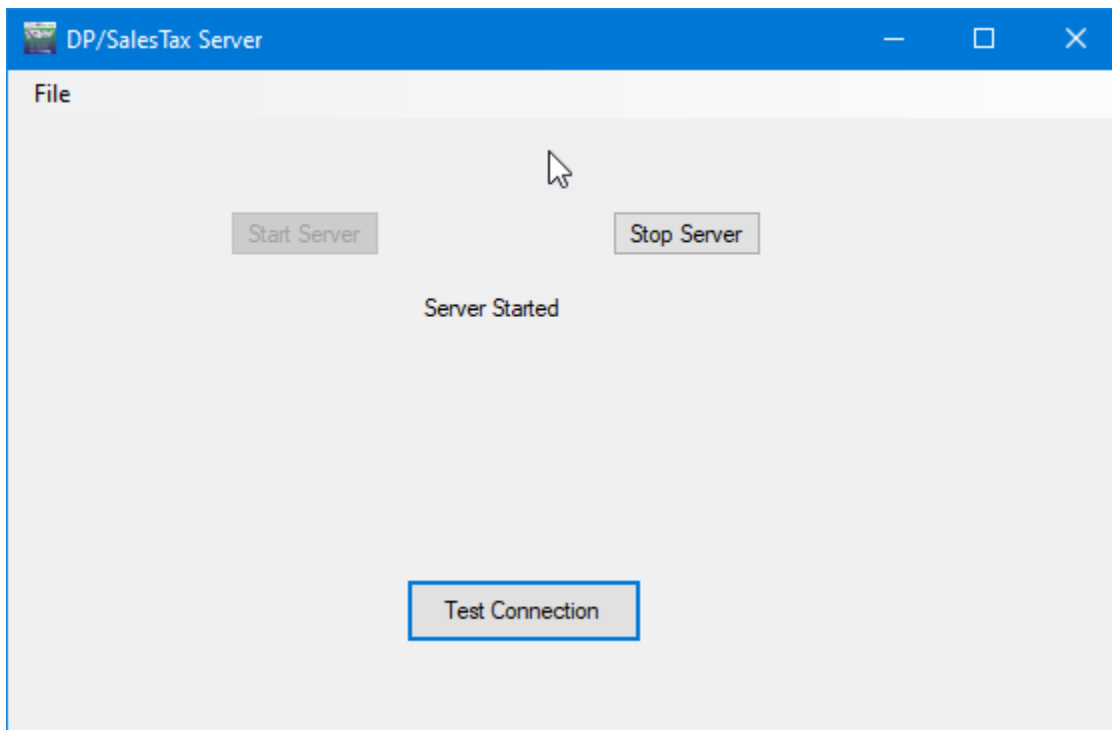 DP/SalesTax Server
File
Start Server
Stop Server
Server Started
Test Connection